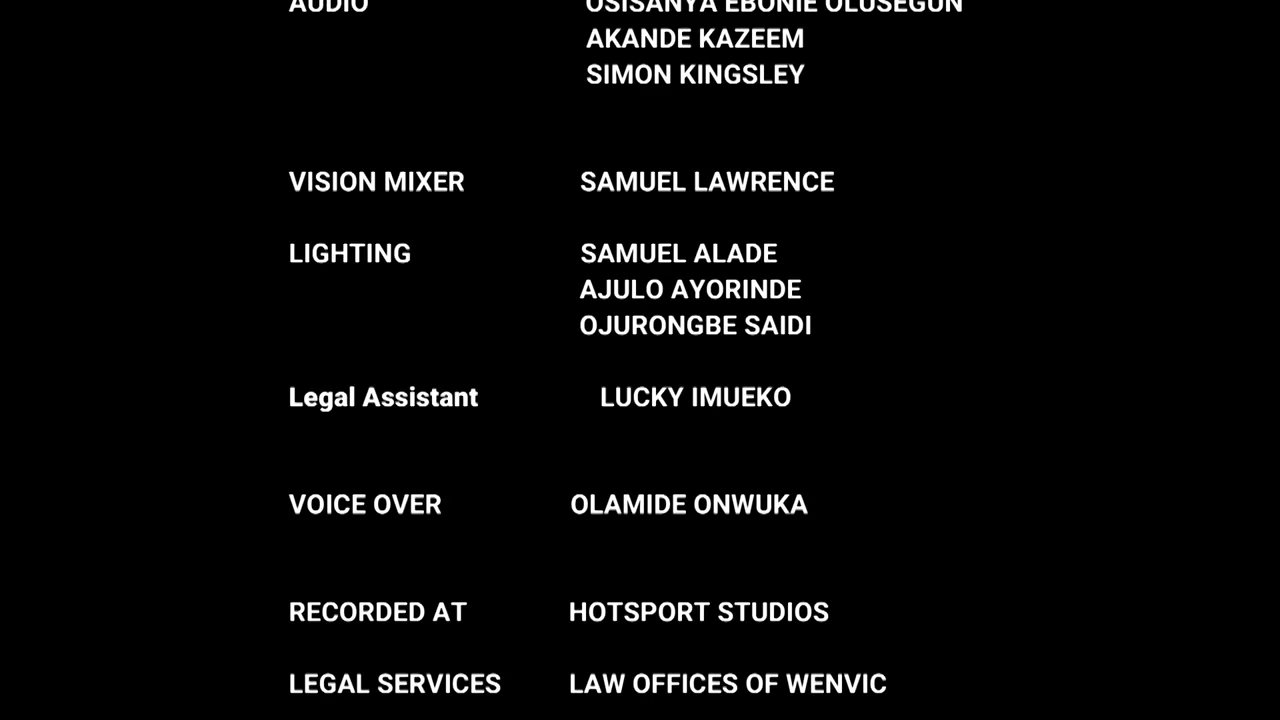 AUDIO OSISANYA EBONIE OLUSEGUN
AKANDE KAZEEM
SIMON KINGSLEY
VISION MIXER SAMUEL LAWRENCE
LIGHTING SAMUEL ALADE
AJULO AYORINDE
OJURONGBE SAIDI
Legal Assistant LUCKY IMUEKO
VOICE OVER OLAMIDE ONWUKA
RECORDED AT HOTSPORT STUDIOS
LEGAL SERVICES LAW OFFICES OF WENVIC